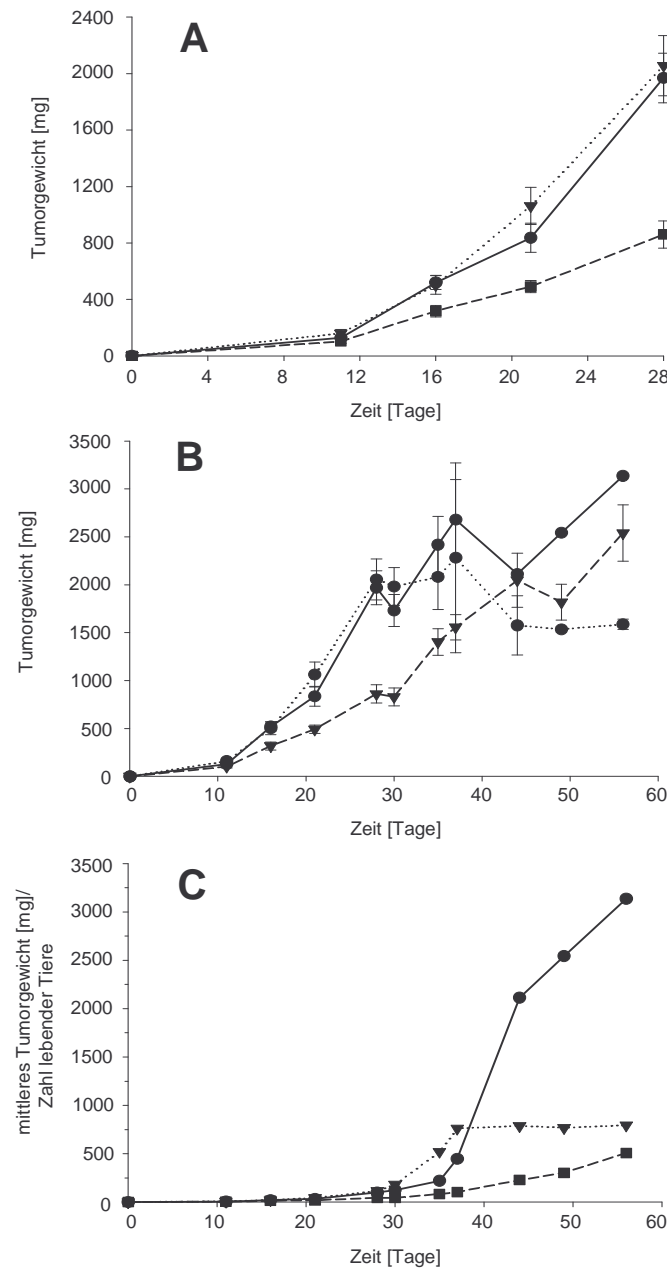 A
Tumorgewicht [mg]
2400
2000
1600
1200
800
400
0
0 4 8 12 16 20 24 28
Zeit [Tage]
B
Tumorgewicht [mg]
3500
3000
2500
2000
1500
1000
500
0
0 10 20 30 40 50 60
Zeit [Tage]
C
mittleres Tumorgewicht [mg]/
Zahl lebender Tiere
3500
3000
2500
2000
1500
1000
500
0
0 10 20 30 40 50 60
Zeit [Tage]